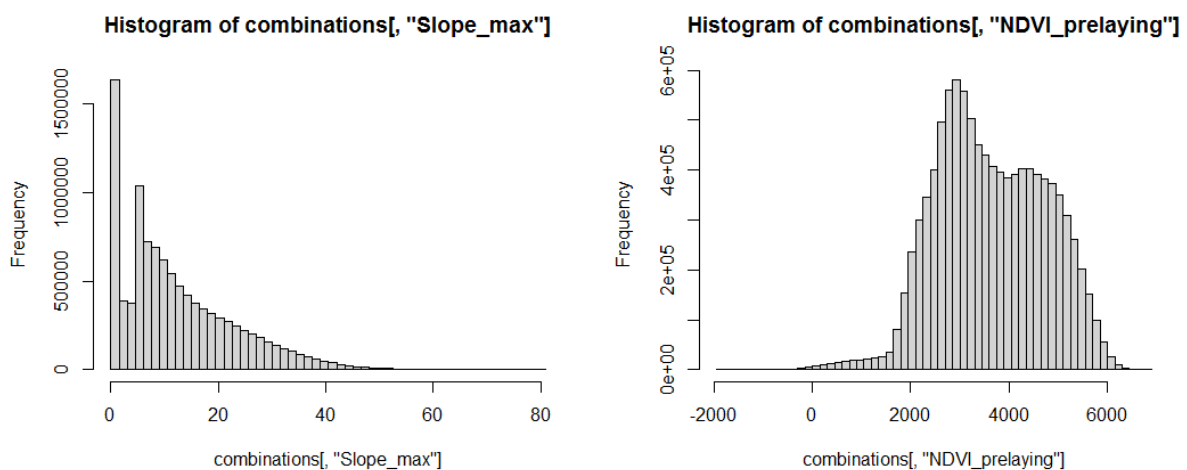 Histogram of combinations[, "Slope_max"]
Frequency
1500000
1000000
500000
0
0 20 40 60 80
combinations[, "Slope_max"]
Histogram of combinations[, "NDVI_prelaying"]
Frequency
6e+05
4e+05
2e+05
0e+00
-2000 0 2000 4000 6000
combinations[, "NDVI_prelaying"]